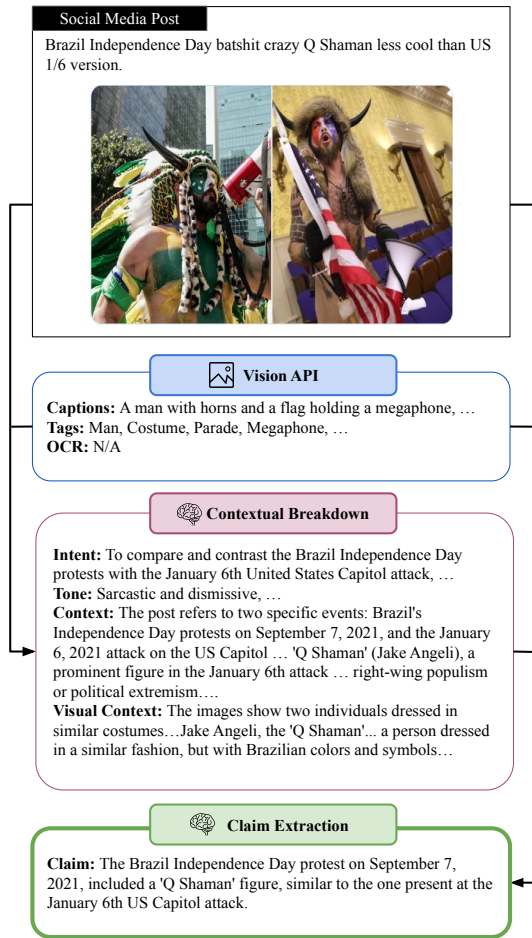 Social Media Post
Brazil Independence Day batshit crazy Q Shaman less cool than US
1/6 version.
Vision API
Captions: A man with horns and a flag holding a megaphone, …
Tags: Man, Costume, Parade, Megaphone, …
OCR: N/A
Contextual Breakdown
Intent: To compare and contrast the Brazil Independence Day
protests with the January 6th United States Capitol attack, …
Tone: Sarcastic and dismissive, …
Context: The post refers to two specific events: Brazil's
Independence Day protests on September 7, 2021, and the January
6, 2021 attack on the US Capitol … 'Q Shaman' (Jake Angeli), a
prominent figure in the January 6th attack … right-wing populism
or political extremism….
Visual Context: The images show two individuals dressed in
similar costumes…Jake Angeli, the 'Q Shaman'... a person dressed
in a similar fashion, but with Brazilian colors and symbols…
Claim Extraction
Claim: The Brazil Independence Day protest on September 7,
2021, included a 'Q Shaman' figure, similar to the one present at the
January 6th US Capitol attack.